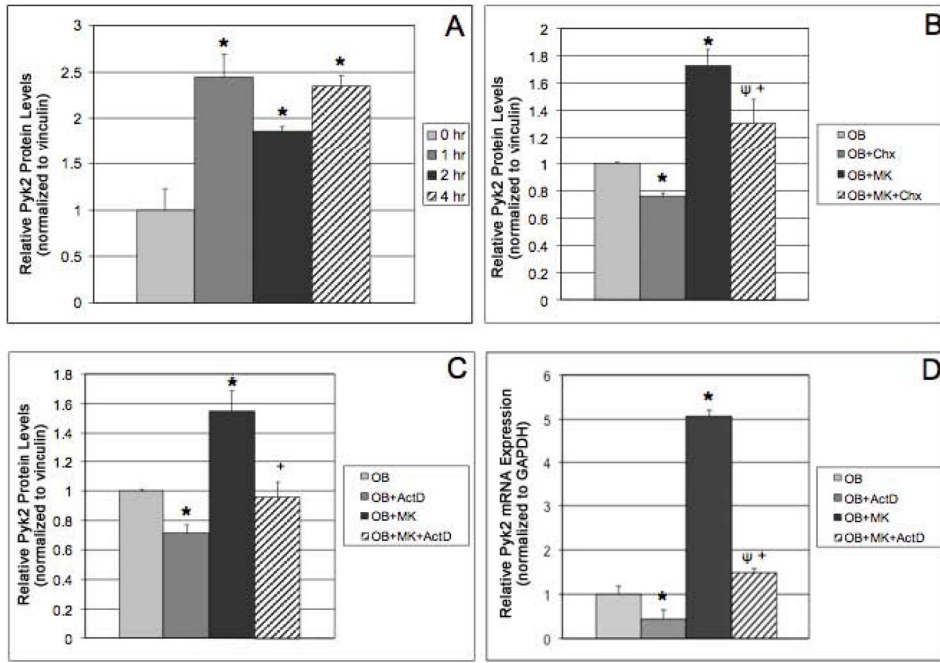 A
Relative Pyk2 Protein Levels
(normalized to vinculin)
3
2.5
2
1.5
1
0.5
0
*
*
*
0 hr
1 hr
2 hr
4 hr
B
Relative Pyk2 Protein Levels
(normalized to vinculin)
2
1.8
1.6
1.4
1.2
1
0.8
0.6
0.4
0.2
0
*
*
ψ +
OB
OB+Chx
OB+MK
OB+MK+Chx
C
Relative Pyk2 Protein Levels
(normalized to vinculin)
1.8
1.6
1.4
1.2
1
0.8
0.6
0.4
0.2
0
*
*
+
OB
OB+ActD
OB+MK
OB+MK+ActD
D
Relative Pyk2 mRNA Expression
(normalized to GAPDH)
6
5
4
3
2
1
0
*
*
ψ +
OB
OB+ActD
OB+MK
OB+MK+ActD